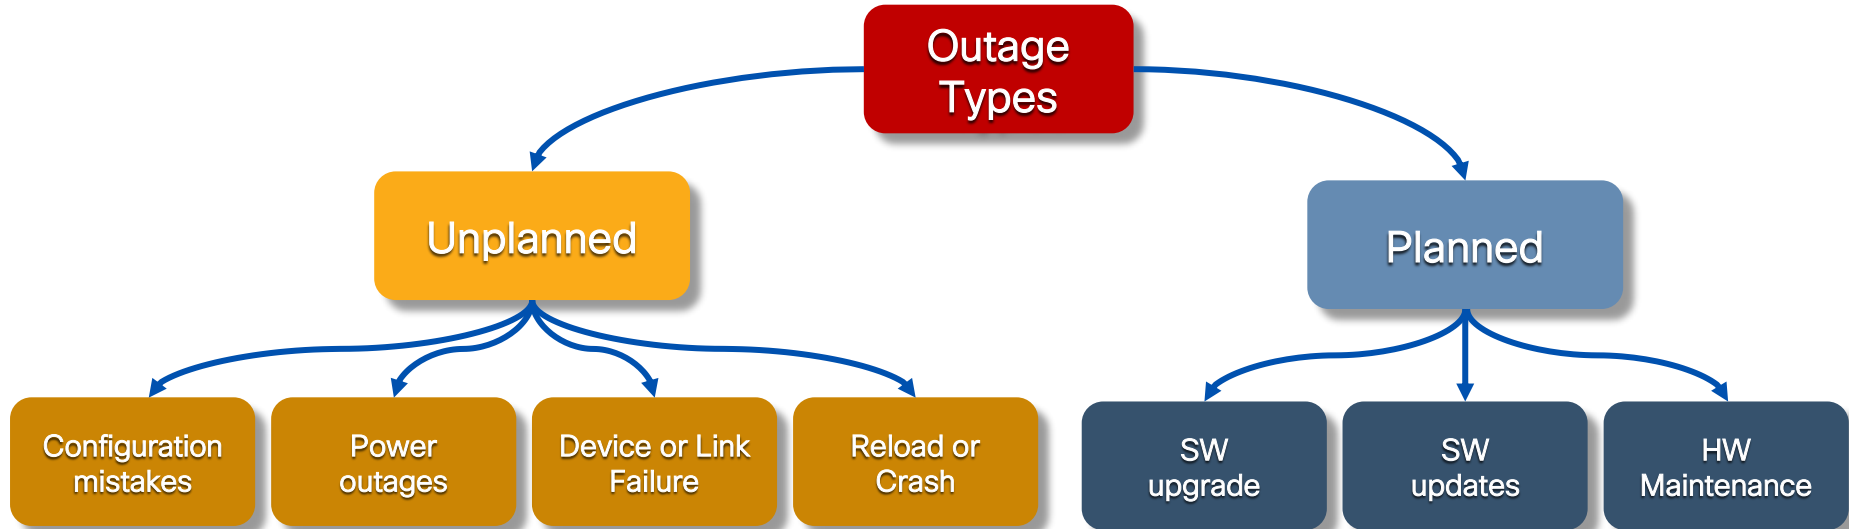 Outage
Types
Unplanned
Planned
Configuration
mistakes
Power
outages
Device or Link
Failure
Reload or
Crash
SW
upgrade
SW
updates
HW
Maintenance